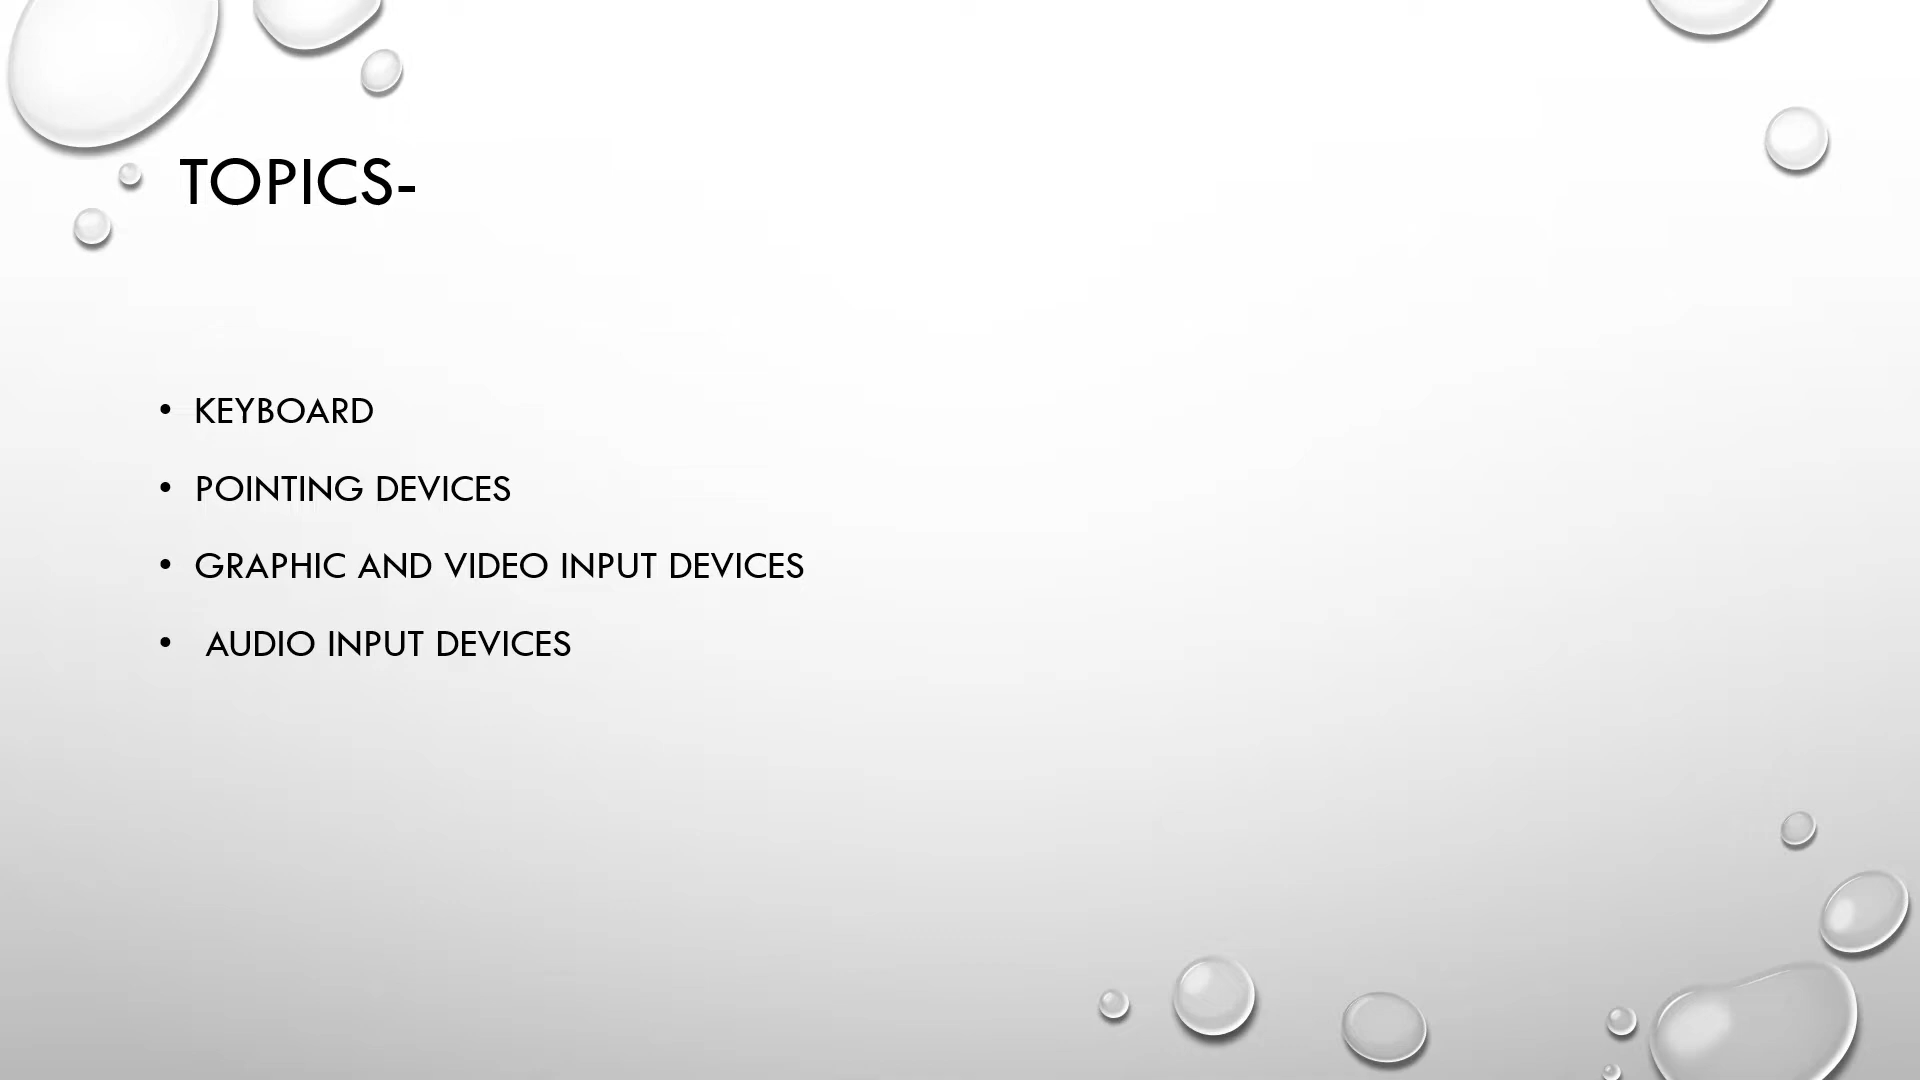 TOPICS-
• KEYBOARD
• POINTING DEVICES
• GRAPHIC AND VIDEO INPUT DEVICES
• AUDIO INPUT DEVICES